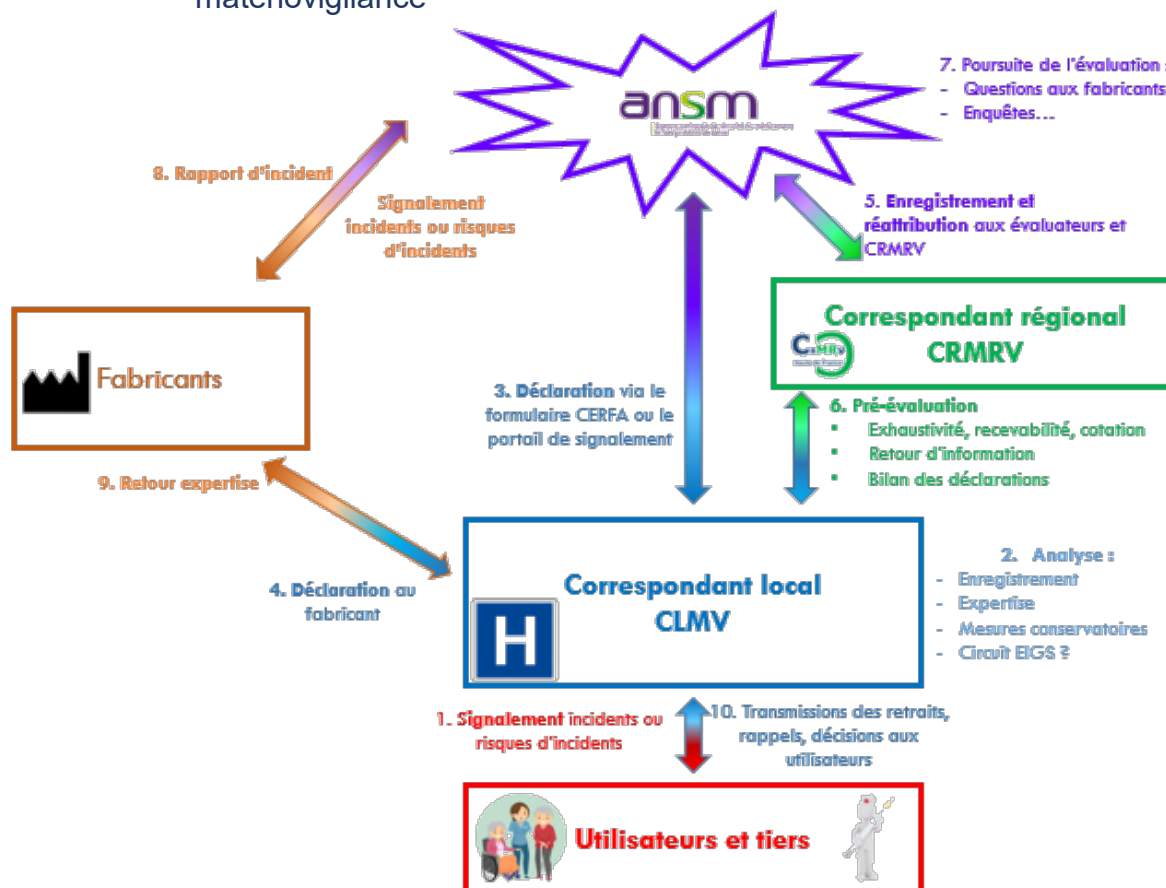 matériovigilance
ansm
7. Poursuite de l'évaluation :
- Questions aux fabricants
- Enquêtes...
8. Rapport d'incident
Signalement
incidents ou risques
d'incidents
5. Enregistrement et
réattribution aux évaluateurs et
CRMRV
Correspondant régional
CRMRV
Fabricants
3. Déclaration via le
formulaire CERFA ou le
portail de signalement
6. Pré-évaluation
▪ Exhaustivité, recevabilité, cotation
▪ Retour d'information
▪ Bilan des déclarations
9. Retour expertise
4. Déclaration au
fabricant
Correspondant local
CLMV
H
2. Analyse :
- Enregistrement
- Expertise
- Mesures conservatoires
- Circuit EIGS ?
1. Signalement incidents ou
risques d'incidents
10. Transmissions des retraits,
rappels, décisions aux
utilisateurs
Utilisateurs et tiers